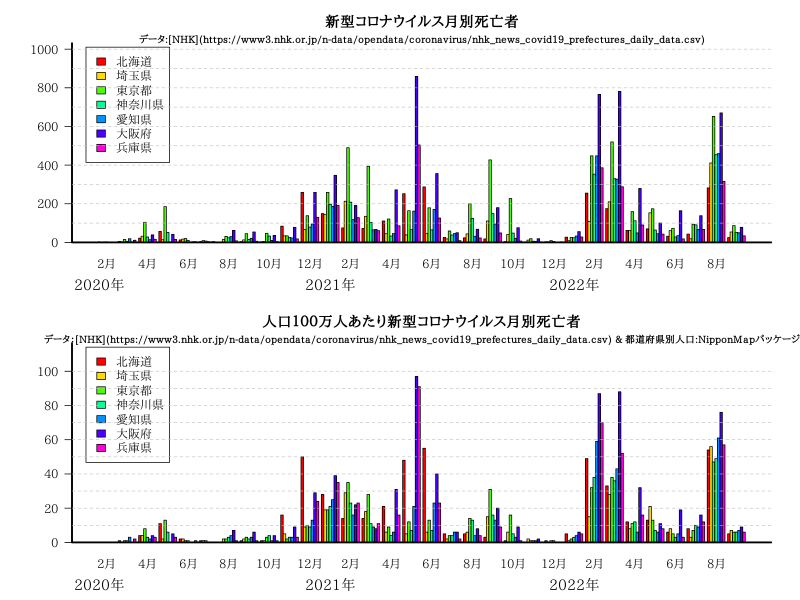 新型コロナウイルス月別死亡者
データ:[NHK](https://www3.nhk.or.jp/n-data/opendata/coronavirus/nhk_news_covid19_prefectures_daily_data.csv)
1000
800
600
400
200
0
北海道
埼玉県
東京都
神奈川県
愛知県
大阪府
兵庫県
2月 4月 6月 8月 10月 12月 2月 4月 6月 8月 10月 12月 2月 4月 6月 8月
2020年 2021年 2022年
人口100万人あたり新型コロナウイルス月別死亡者
データ:[NHK](https://www3.nhk.or.jp/n-data/opendata/coronavirus/nhk_news_covid19_prefectures_daily_data.csv) & 都道府県別人口:NipponMapパッケージ
100
80
60
40
20
0
北海道
埼玉県
東京都
神奈川県
愛知県
大阪府
兵庫県
2月 4月 6月 8月 10月 12月 2月 4月 6月 8月 10月 12月 2月 4月 6月 8月
2020年 2021年 2022年